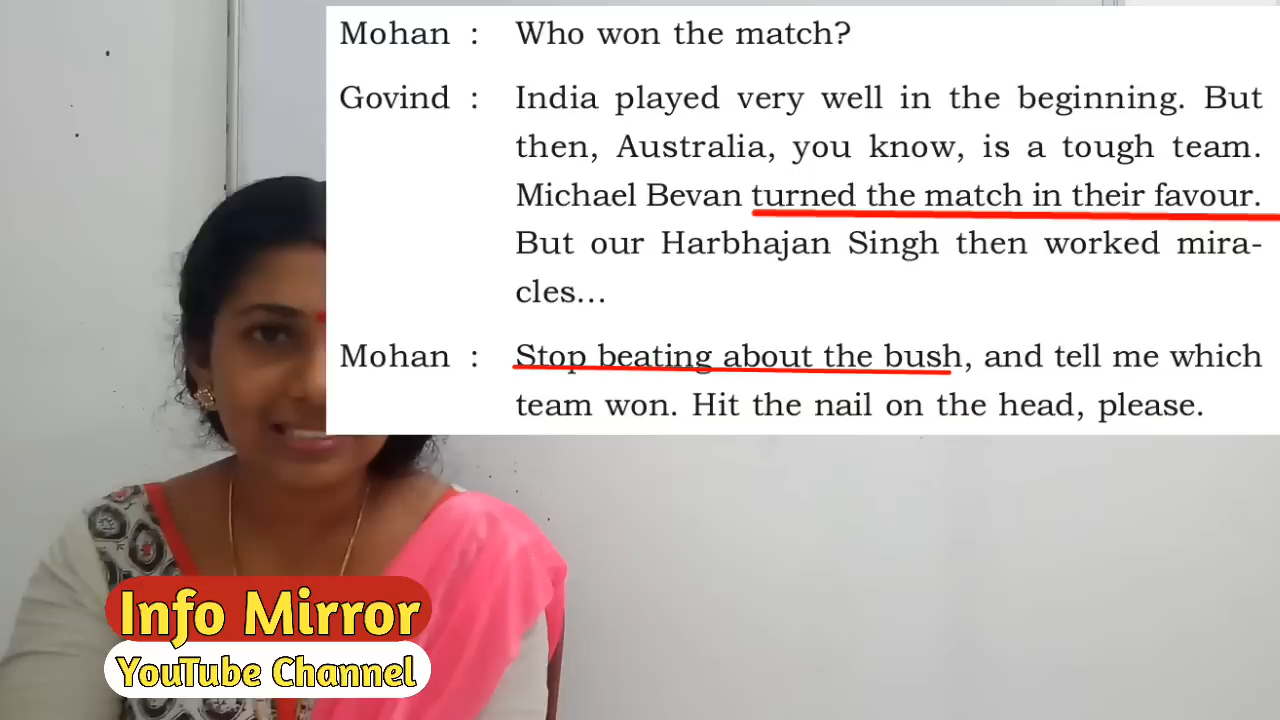 Mohan : Who won the match?
Govind : India played very well in the beginning. But
then, Australia, you know, is a tough team.
Michael Bevan turned the match in their favour.
But our Harbhajan Singh then worked mira-
cles...
Mohan : Stop beating about the bush, and tell me which
team won. Hit the nail on the head, please.
Info Mirror
YouTube Channel